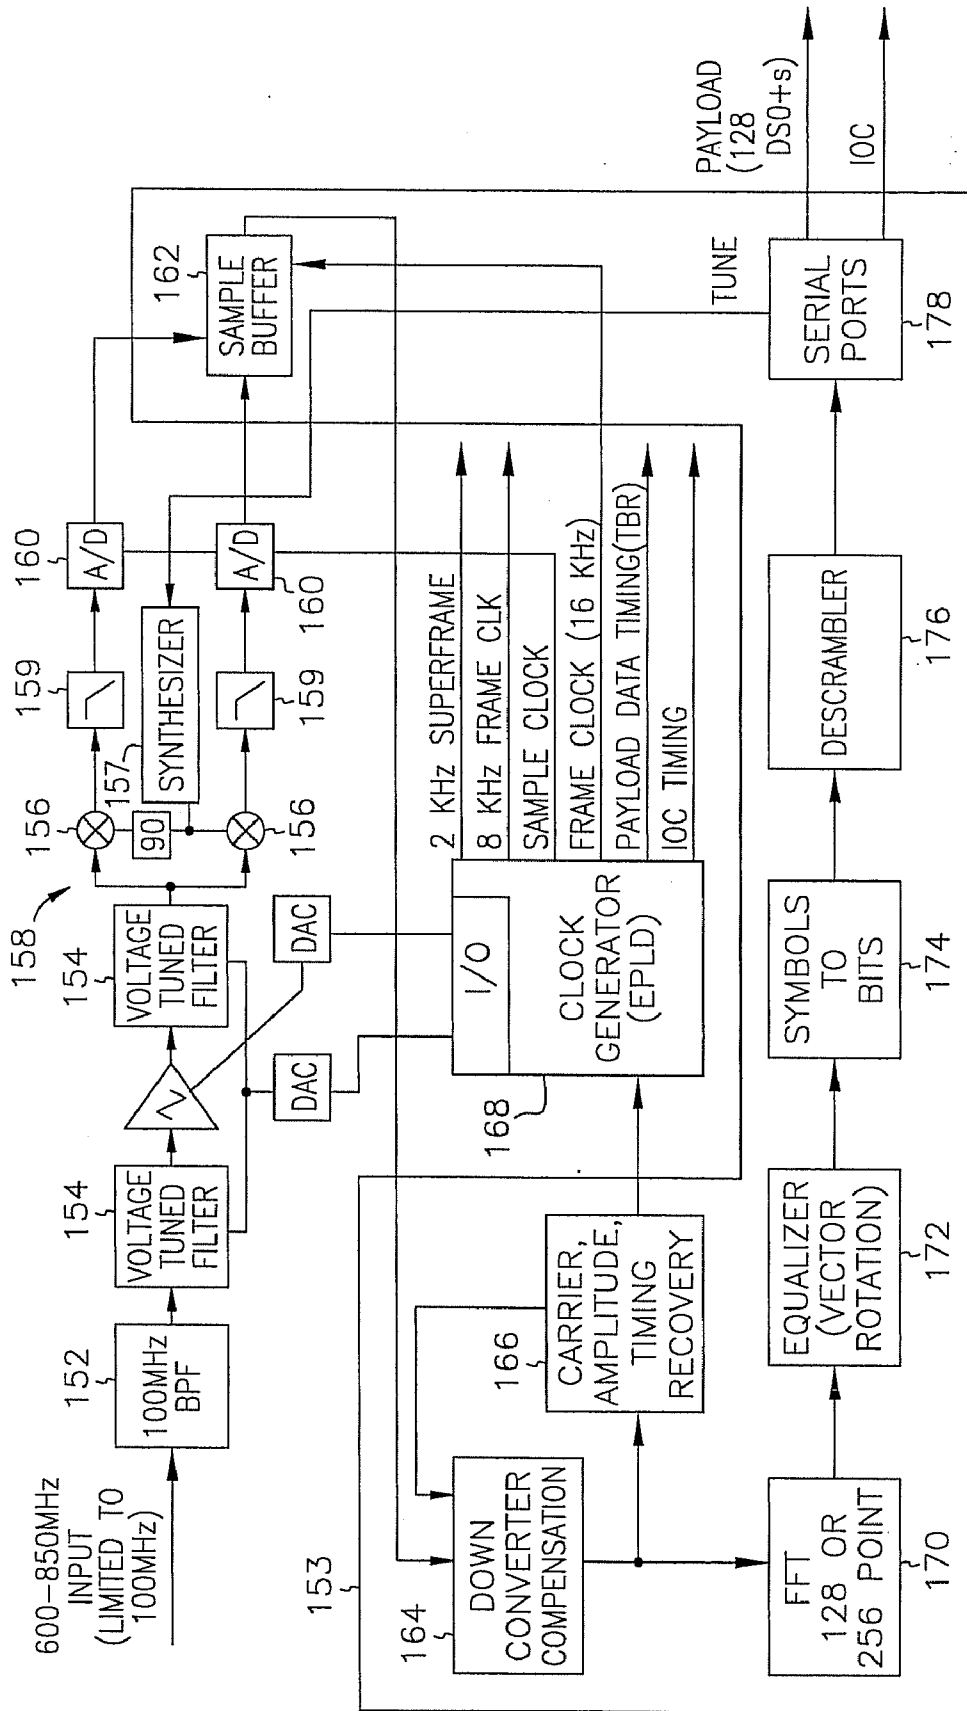 600-850MHz
INPUT
(LIMITED TO
100MHz)
152
100MHz
BPF
154
VOLTAGE
TUNED
FILTER
154
VOLTAGE
TUNED
FILTER
158
156
90
156
157
SYNTHESIZER
159
159
160
A/D
A/D
160
162
SAMPLE
BUFFER
DAC
DAC
153
164
DOWN
CONVERTER
COMPENSATION
166
CARRIER,
AMPLITUDE,
TIMING
RECOVERY
168
I/O
CLOCK
GENERATOR
(EPLD)
2 KHz SUPERFRAME
8 KHz FRAME CLK
SAMPLE CLOCK
FRAME CLOCK (16 KHz)
PAYLOAD DATA TIMING(TBR)
IOC TIMING
TUNE
FFT
128 OR
256 POINT
170
EQUALIZER
(VECTOR
ROTATION)
172
SYMBOLS
TO
BITS
174
DESCRAMBLER
176
SERIAL
PORTS
178
PAYLOAD
(128
DSO+s)
IOC